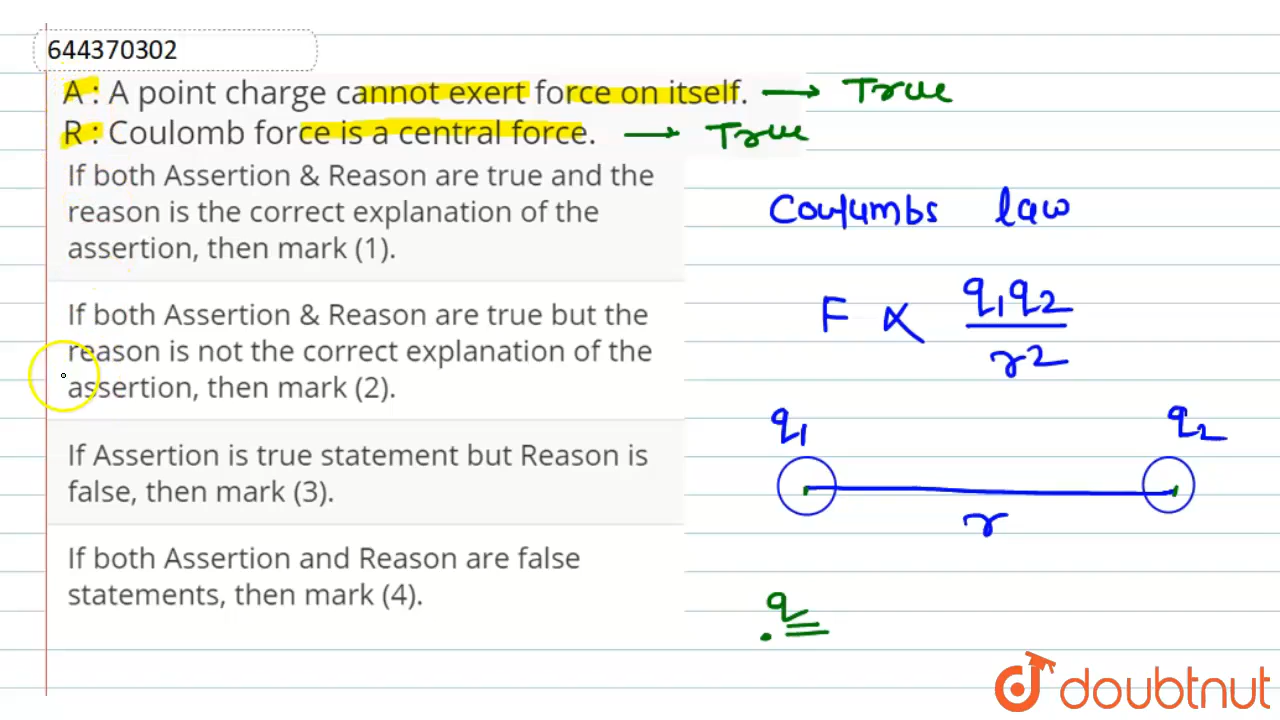 644370302
A : A point charge cannot exert force on itself. → True
R : Coulomb force is a central force. → True
If both Assertion & Reason are true and the
reason is the correct explanation of the
assertion, then mark (1).
If both Assertion & Reason are true but the
reason is not the correct explanation of the
assertion, then mark (2).
If Assertion is true statement but Reason is
false, then mark (3).
If both Assertion and Reason are false
statements, then mark (4).
Coulumbs law
F ∝ q1q2
r2
q1 q2
r
q
doubtnut